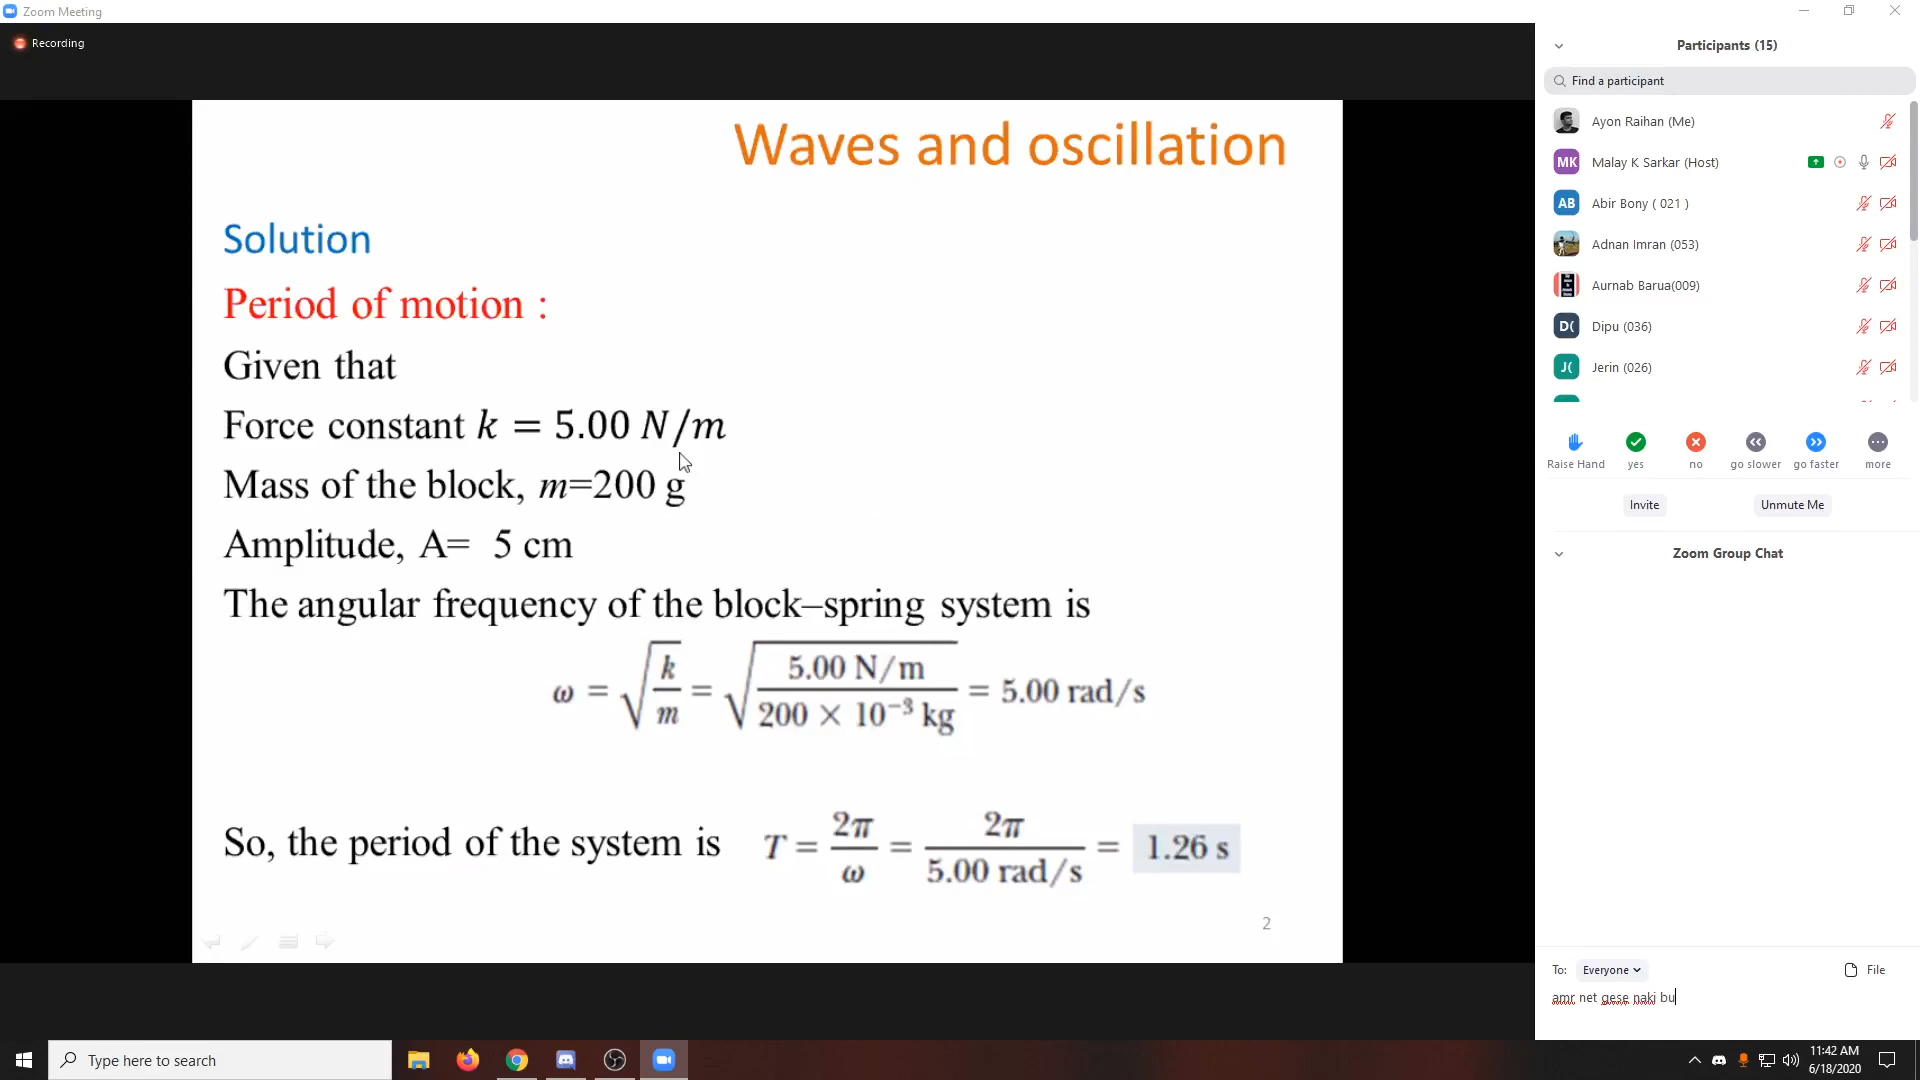 Zoom Meeting
Recording
Waves and oscillation
Solution
Period of motion :
Given that
Force constant k = 5.00 N/m
Mass of the block, m=200 g
Amplitude, A= 5 cm
The angular frequency of the block–spring system is
ω = √(k/m) = √(5.00 N/m / 200 × 10⁻³ kg) = 5.00 rad/s
So, the period of the system is T = 2π/ω = 2π/5.00 rad/s = 1.26 s
2
Participants (15)
Find a participant
Ayon Raihan (Me)
MK Malay K Sarkar (Host)
AB Abir Bony ( 021 )
Adnan Imran (053)
Aurnab Barua(009)
D( Dipu (036)
J( Jerin (026)
Raise Hand yes no go slower go faster more
Invite Unmute Me
Zoom Group Chat
To: Everyone File
amr net gese naki bu
Type here to search
11:42 AM
6/18/2020